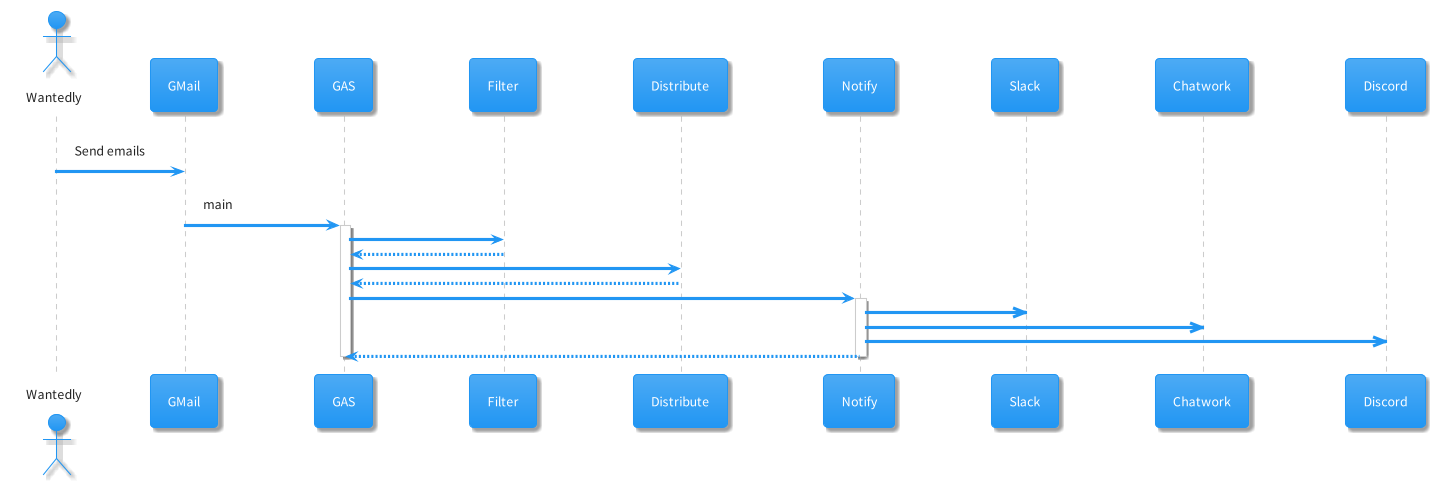 Wantedly
GMail
GAS
Filter
Distribute
Notify
Slack
Chatwork
Discord
Send emails
main
Wantedly
GMail
GAS
Filter
Distribute
Notify
Slack
Chatwork
Discord